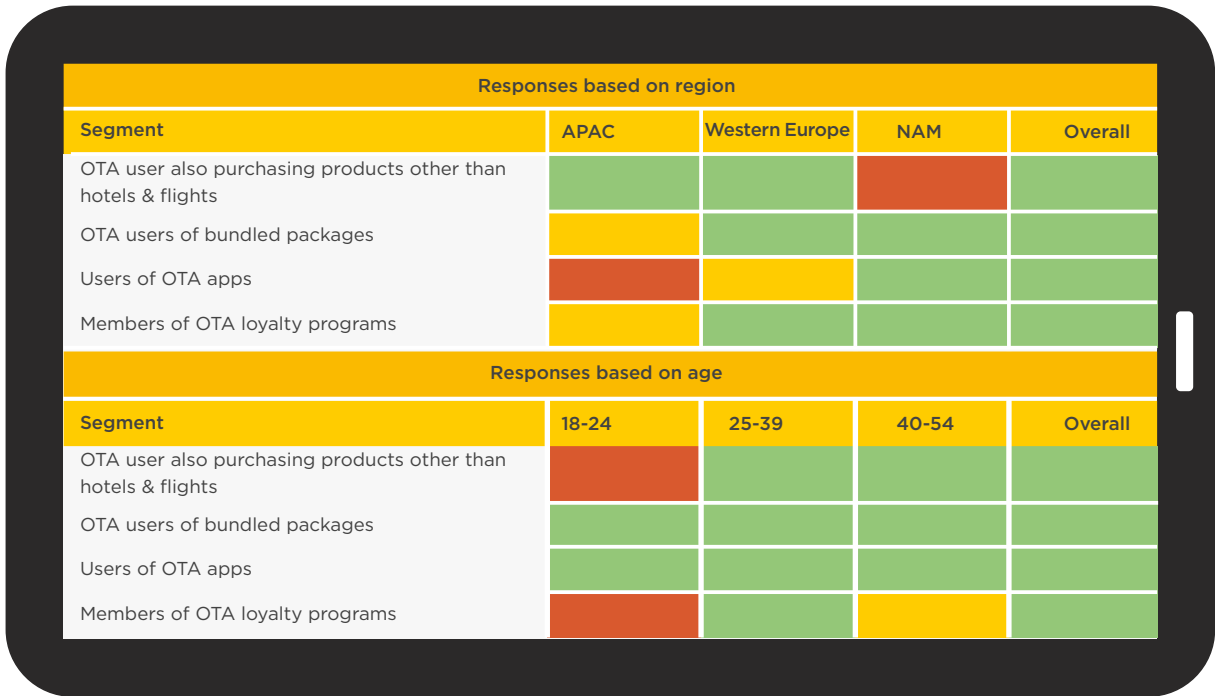 Responses based on region
Segment APAC Western Europe NAM Overall
OTA user also purchasing products other than
hotels & flights
OTA users of bundled packages
Users of OTA apps
Members of OTA loyalty programs
Responses based on age
Segment 18-24 25-39 40-54 Overall
OTA user also purchasing products other than
hotels & flights
OTA users of bundled packages
Users of OTA apps
Members of OTA loyalty programs